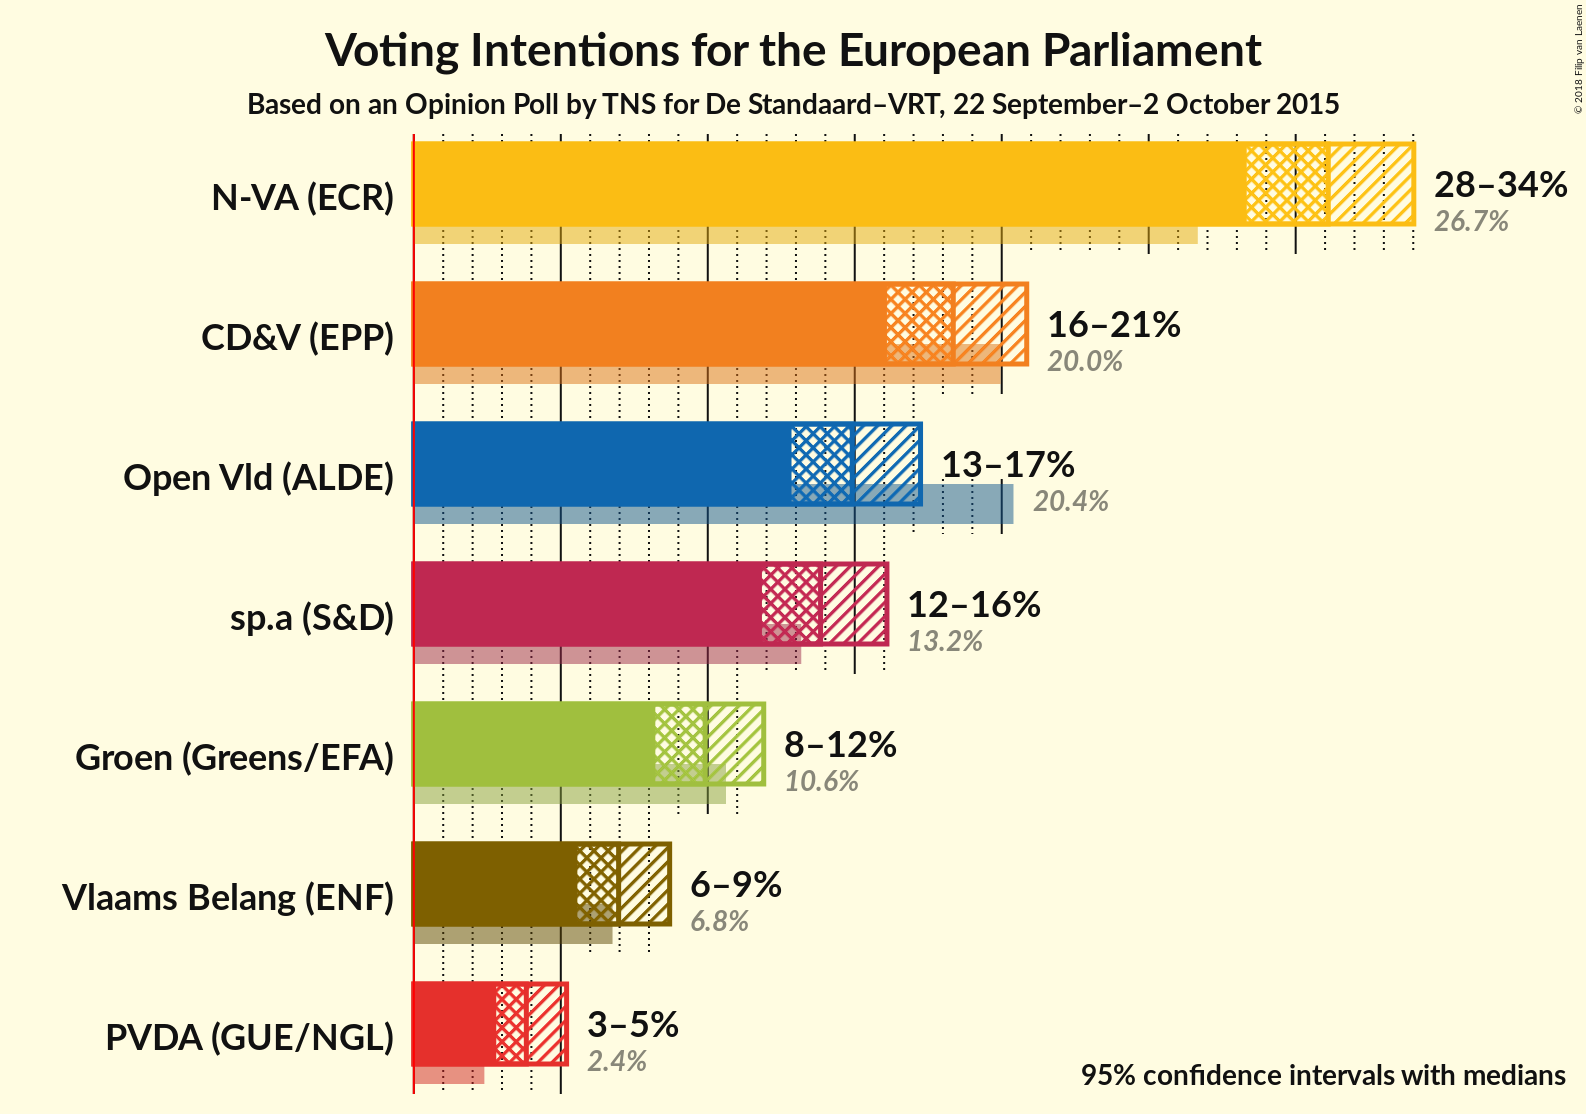 Voting Intentions for the European Parliament
Based on an Opinion Poll by TNS for De Standaard–VRT, 22 September–2 October 2015
© 2018 Filip van Laenen
N-VA (ECR)
28–34%
26.7%
CD&V (EPP)
16–21%
20.0%
Open Vld (ALDE)
13–17%
20.4%
sp.a (S&D)
12–16%
13.2%
Groen (Greens/EFA)
8–12%
10.6%
Vlaams Belang (ENF)
6–9%
6.8%
PVDA (GUE/NGL)
3–5%
2.4%
95% confidence intervals with medians